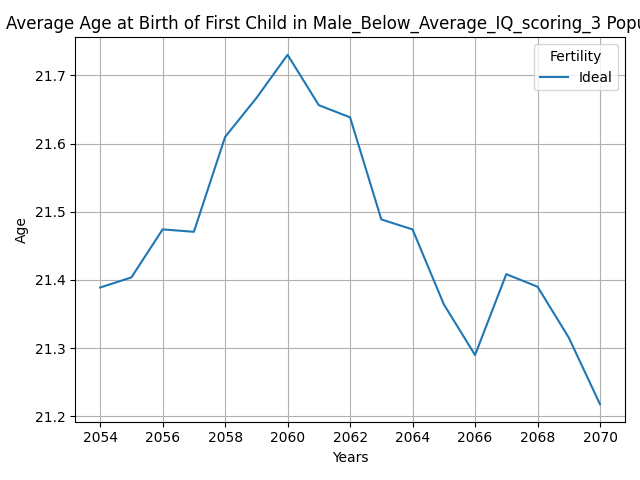 Average Age at Birth of First Child in Male_Below_Average_IQ_scoring_3
Fertility
Ideal
21.7
21.6
21.5
21.4
21.3
21.2
Age
2054 2056 2058 2060 2062 2064 2066 2068 2070
Years